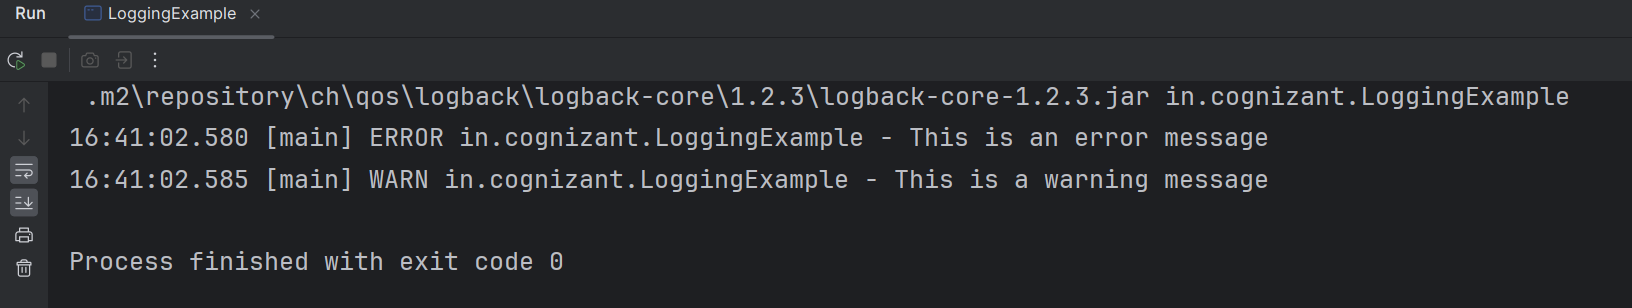 Run LoggingExample
.m2\repository\ch\qos\logback\logback-core\1.2.3\logback-core-1.2.3.jar in.cognizant.LoggingExample
16:41:02.580 [main] ERROR in.cognizant.LoggingExample - This is an error message
16:41:02.585 [main] WARN in.cognizant.LoggingExample - This is a warning message
Process finished with exit code 0